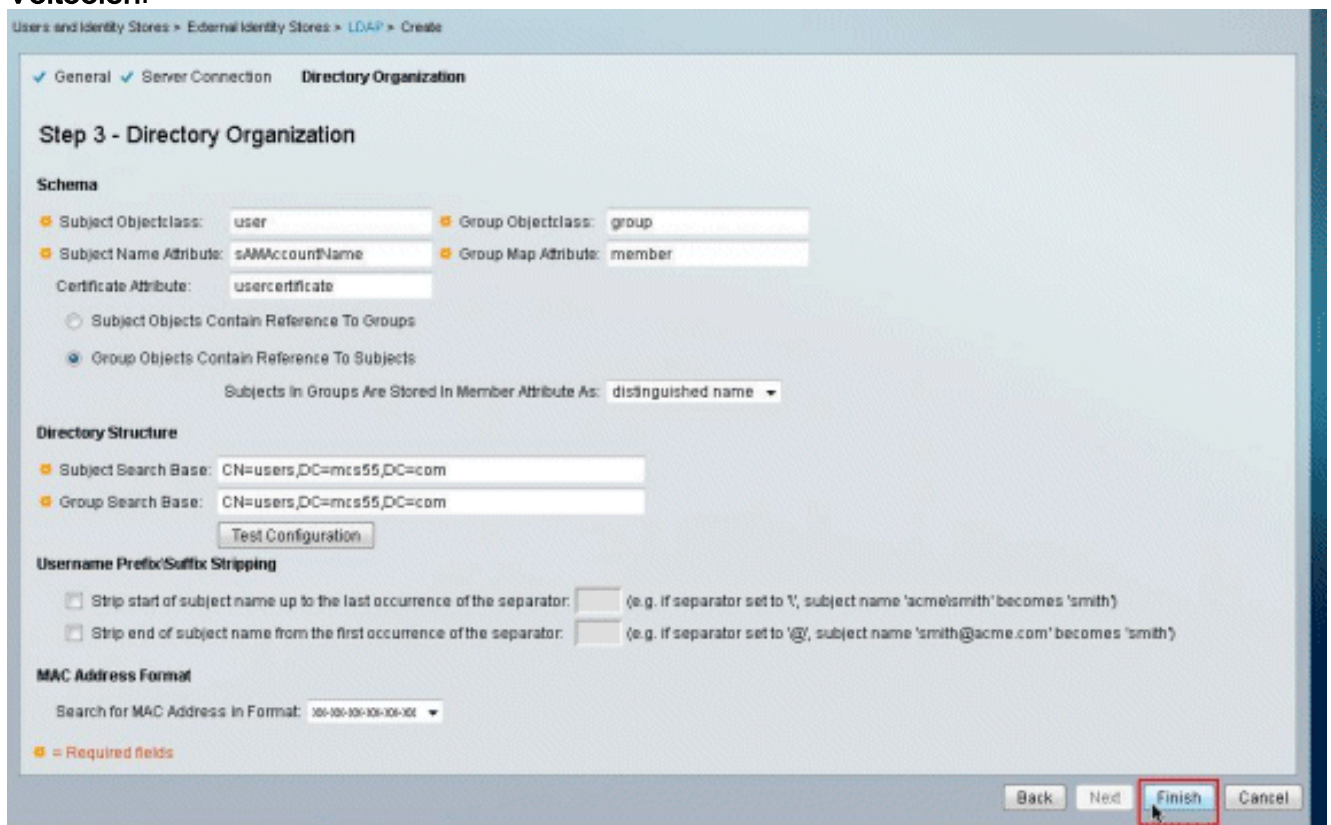 Users and Identity Stores > External Identity Stores > LDAP > Create
General Server Connection Directory Organization
Step 3 - Directory Organization
Schema
Subject Objectclass: user Group Objectclass: group
Subject Name Attribute: sAMAccountName Group Map Attribute: member
Certificate Attribute: usercertificate
Subject Objects Contain Reference To Groups
Group Objects Contain Reference To Subjects
Subjects In Groups Are Stored In Member Attribute As: distinguished name
Directory Structure
Subject Search Base: CN=users,DC=mcs55,DC=com
Group Search Base: CN=users,DC=mcs55,DC=com
Test Configuration
Username Prefix\Suffix Stripping
Strip start of subject name up to the last occurrence of the separator: (e.g. if separator set to '\', subject name 'acme\smith' becomes 'smith')
Strip end of subject name from the first occurrence of the separator: (e.g. if separator set to '@', subject name 'smith@acme.com' becomes 'smith')
MAC Address Format
Search for MAC Address in Format: xx-xx-xx-xx-xx-xx
= Required fields
Back Next Finish Cancel